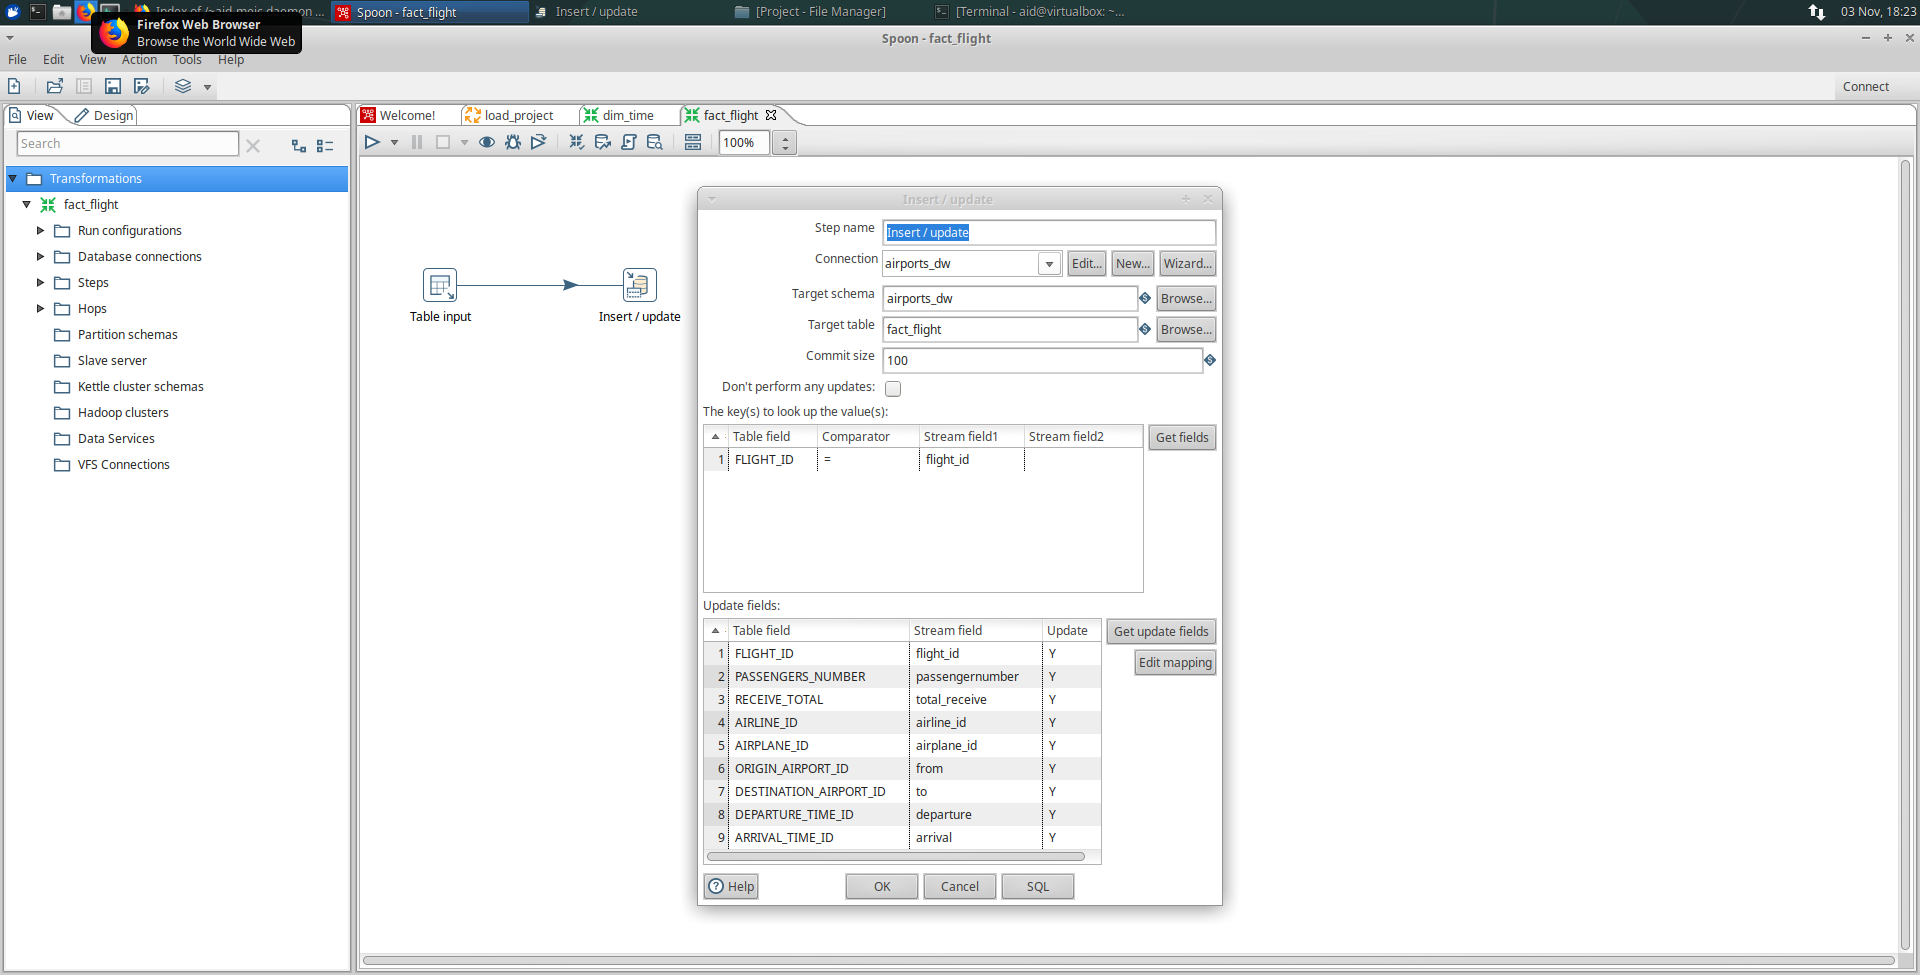 Index of /~aid-meic.daemon ...
Spoon - fact_flight
Insert / update
[Project - File Manager]
[Terminal - aid@virtualbox: ~...
03 Nov, 18:23
Firefox Web Browser
Browse the World Wide Web
Spoon - fact_flight
File Edit View Action Tools Help
Connect
View
Design
Welcome!
load_project
dim_time
fact_flight
Search
100%
Transformations
fact_flight
Run configurations
Database connections
Steps
Hops
Partition schemas
Slave server
Kettle cluster schemas
Hadoop clusters
Data Services
VFS Connections
Table input
Insert / update
Insert / update
Step name Insert / update
Connection airports_dw Edit... New... Wizard...
Target schema airports_dw Browse...
Target table fact_flight Browse...
Commit size 100
Don't perform any updates:
The key(s) to look up the value(s):
Table field Comparator Stream field1 Stream field2 Get fields
1 FLIGHT_ID = flight_id
Update fields:
Table field Stream field Update Get update fields
1 FLIGHT_ID flight_id Y
Edit mapping
2 PASSENGERS_NUMBER passengernumber Y
3 RECEIVE_TOTAL total_receive Y
4 AIRLINE_ID airline_id Y
5 AIRPLANE_ID airplane_id Y
6 ORIGIN_AIRPORT_ID from Y
7 DESTINATION_AIRPORT_ID to Y
8 DEPARTURE_TIME_ID departure Y
9 ARRIVAL_TIME_ID arrival Y
Help OK Cancel SQL